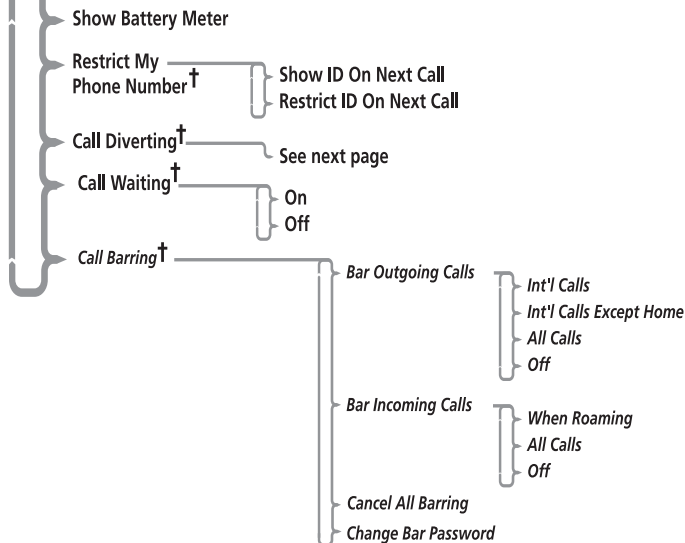 Show Battery Meter
Restrict My
Phone Number†
Show ID On Next Call
Restrict ID On Next Call
Call Diverting†
See next page
Call Waiting†
On
Off
Call Barring†
Bar Outgoing Calls
Int'l Calls
Int'l Calls Except Home
All Calls
Off
Bar Incoming Calls
When Roaming
All Calls
Off
Cancel All Barring
Change Bar Password